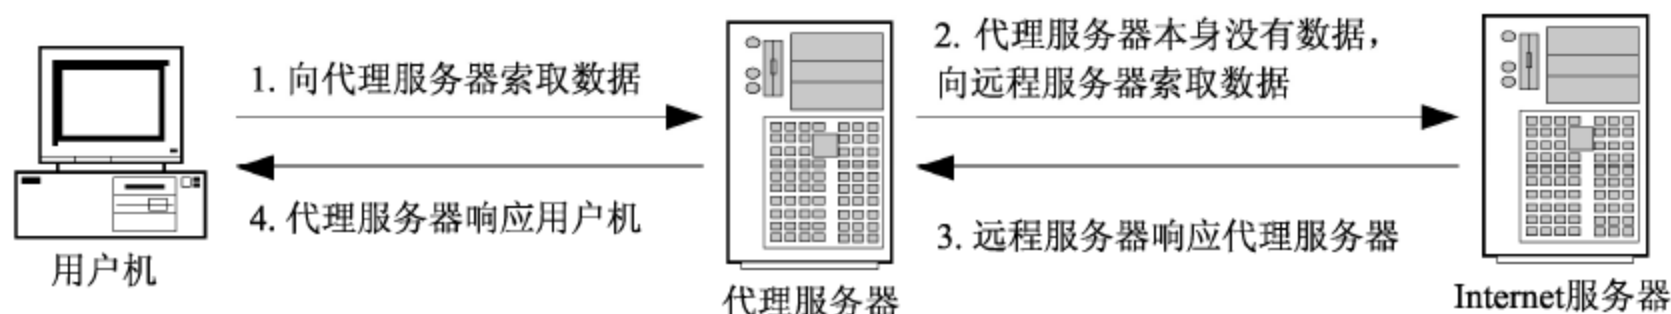 1. 向代理服务器索取数据
2. 代理服务器本身没有数据，
向远程服务器索取数据
4. 代理服务器响应用户机
3. 远程服务器响应代理服务器
用户机
代理服务器
Internet服务器